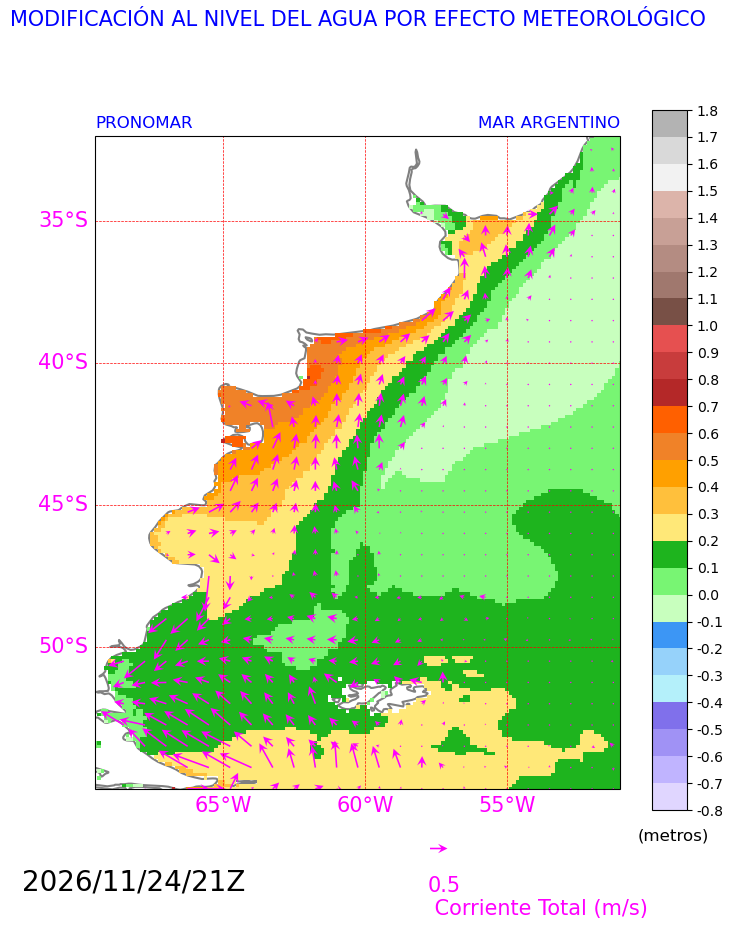 MODIFICACIÓN AL NIVEL DEL AGUA POR EFECTO METEOROLÓGICO
PRONOMAR
MAR ARGENTINO
35°S
40°S
45°S
50°S
65°W
60°W
55°W
1.8
1.7
1.6
1.5
1.4
1.3
1.2
1.1
1.0
0.9
0.8
0.7
0.6
0.5
0.4
0.3
0.2
0.1
0.0
-0.1
-0.2
-0.3
-0.4
-0.5
-0.6
-0.7
-0.8
(metros)
2026/11/24/21Z
0.5
Corriente Total (m/s)